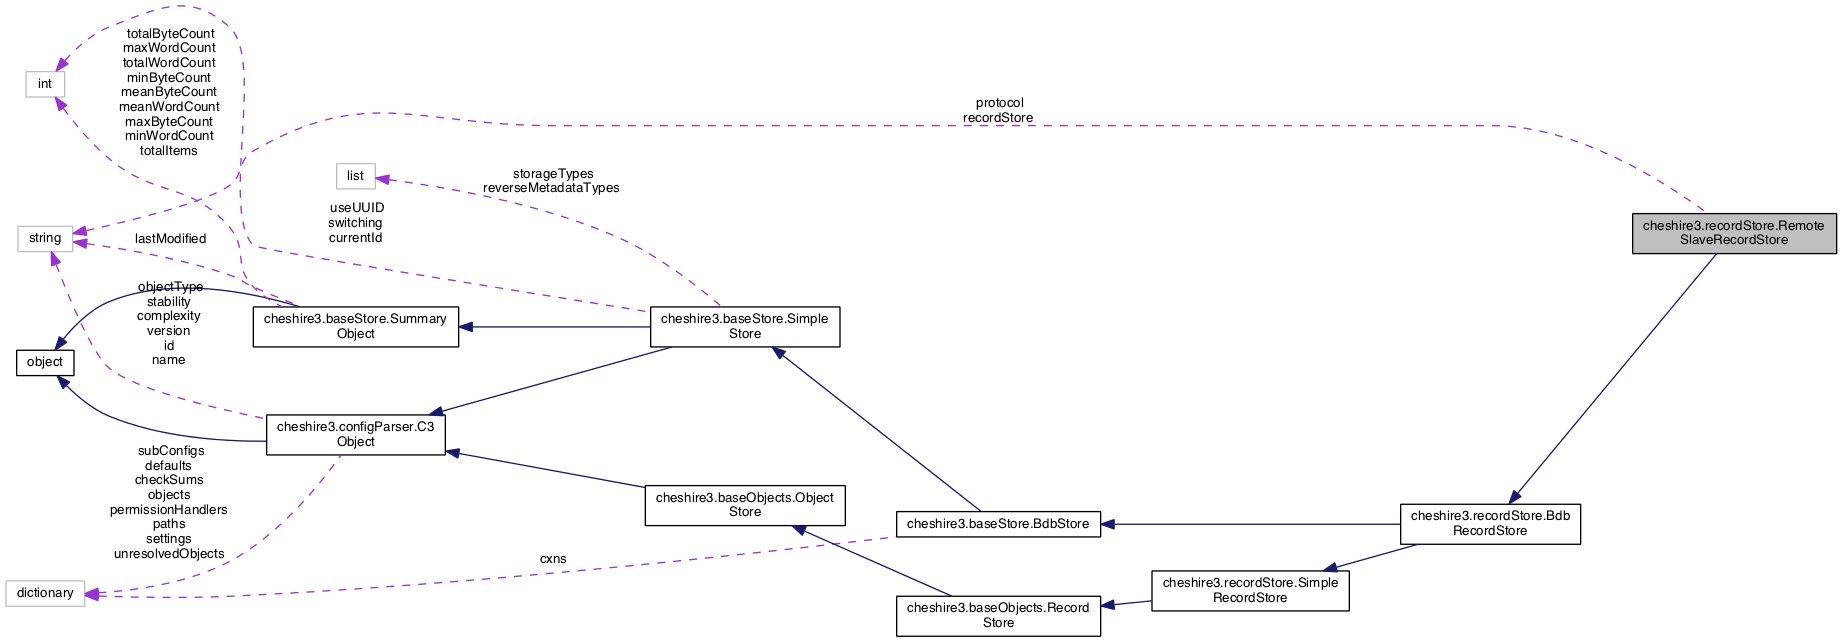 totalByteCount
maxWordCount
totalWordCount
minByteCount
meanByteCount
meanWordCount
maxByteCount
minWordCount
totalItems
int
protocol
recordStore
list
storageTypes
reverseMetadataTypes
useUUID
switching
currentId
string
lastModified
cheshire3.recordStore.Remote
SlaveRecordStore
objectType
stability
complexity
version
id
name
cheshire3.baseStore.Summary
Object
cheshire3.baseStore.Simple
Store
object
cheshire3.configParser.C3
Object
subConfigs
defaults
checkSums
objects
permissionHandlers
paths
settings
unresolvedObjects
cheshire3.baseObjects.Object
Store
cheshire3.baseStore.BdbStore
cheshire3.recordStore.Bdb
RecordStore
cxns
dictionary
cheshire3.recordStore.Simple
RecordStore
cheshire3.baseObjects.Record
Store